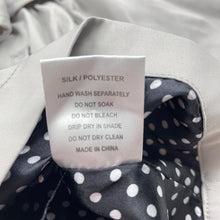 SILK / POLYESTER
HAND WASH SEPARATELY
DO NOT SOAK
DO NOT BLEACH
DRIP DRY IN SHADE
DO NOT DRY CLEAN
MADE IN CHINA